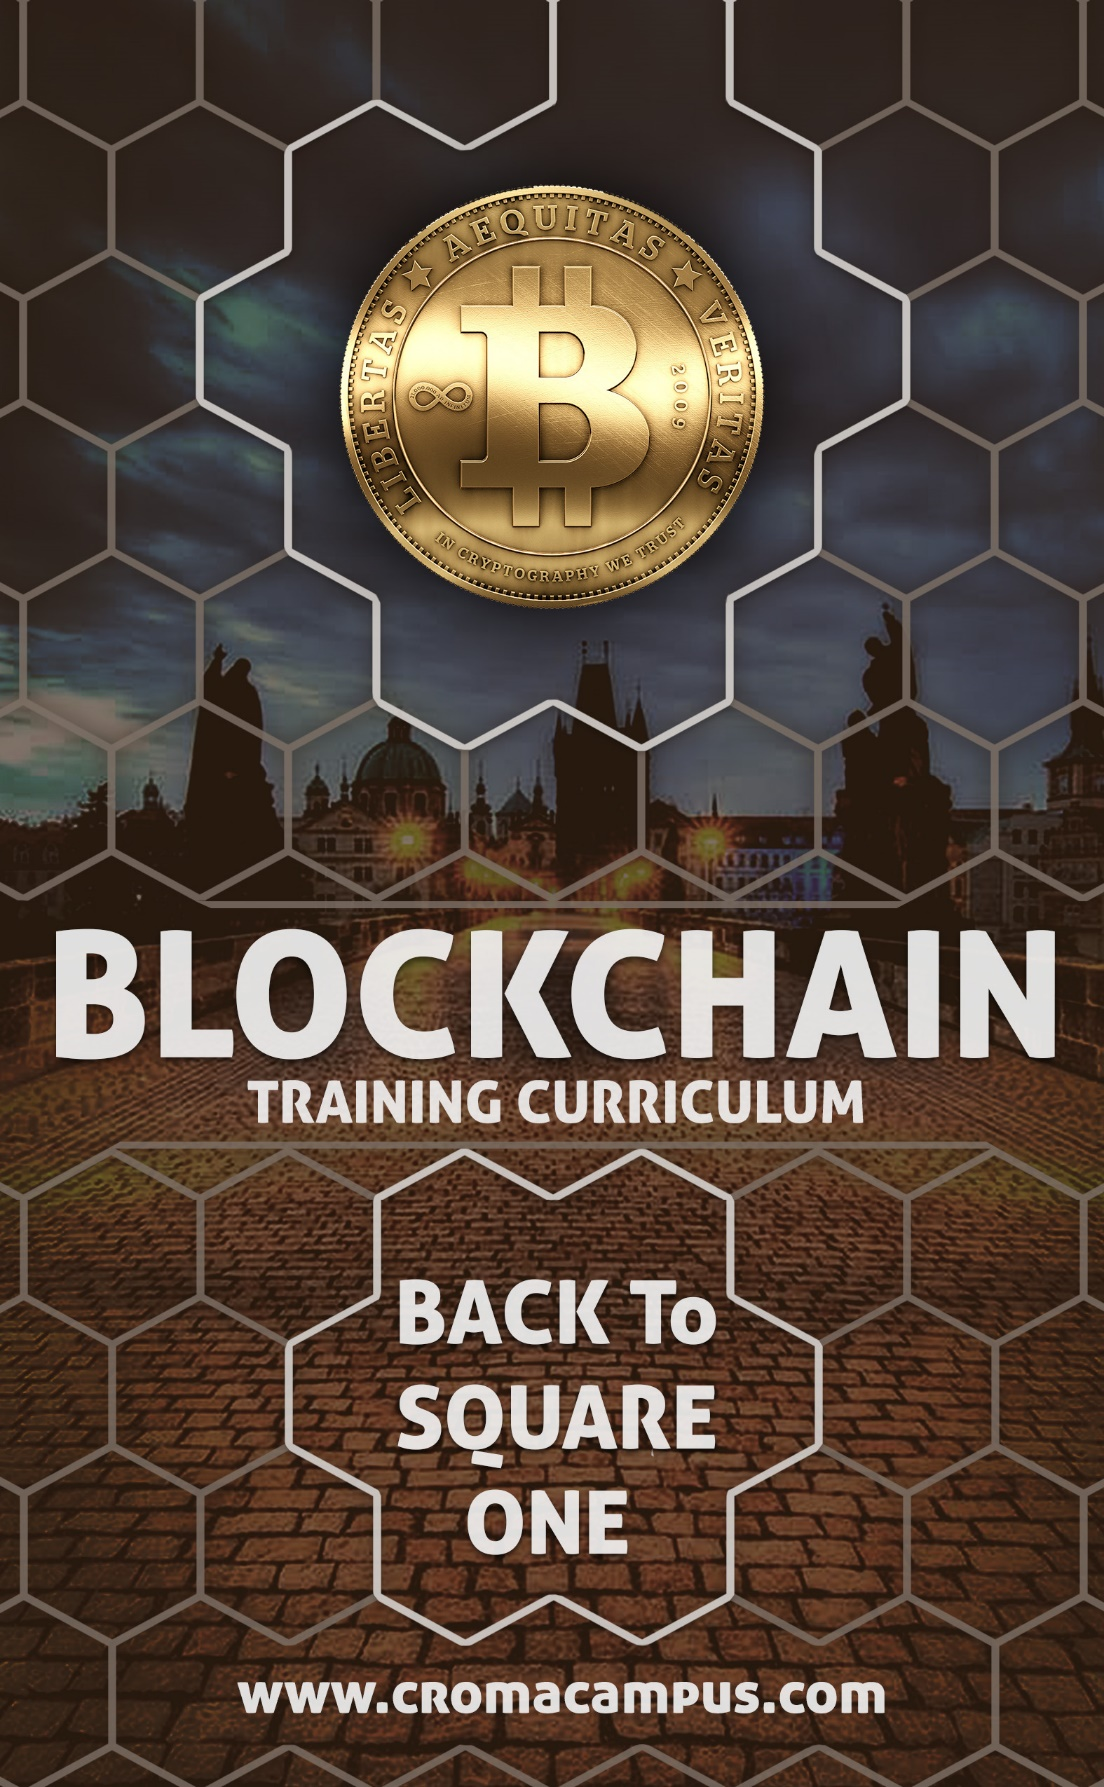 AEQUITAS
LIBERTAS
VERITAS
2009
IN CRYPTOGRAPHY WE TRUST
BLOCKCHAIN
TRAINING CURRICULUM
BACK To
SQUARE
ONE
www.cromacampus.com